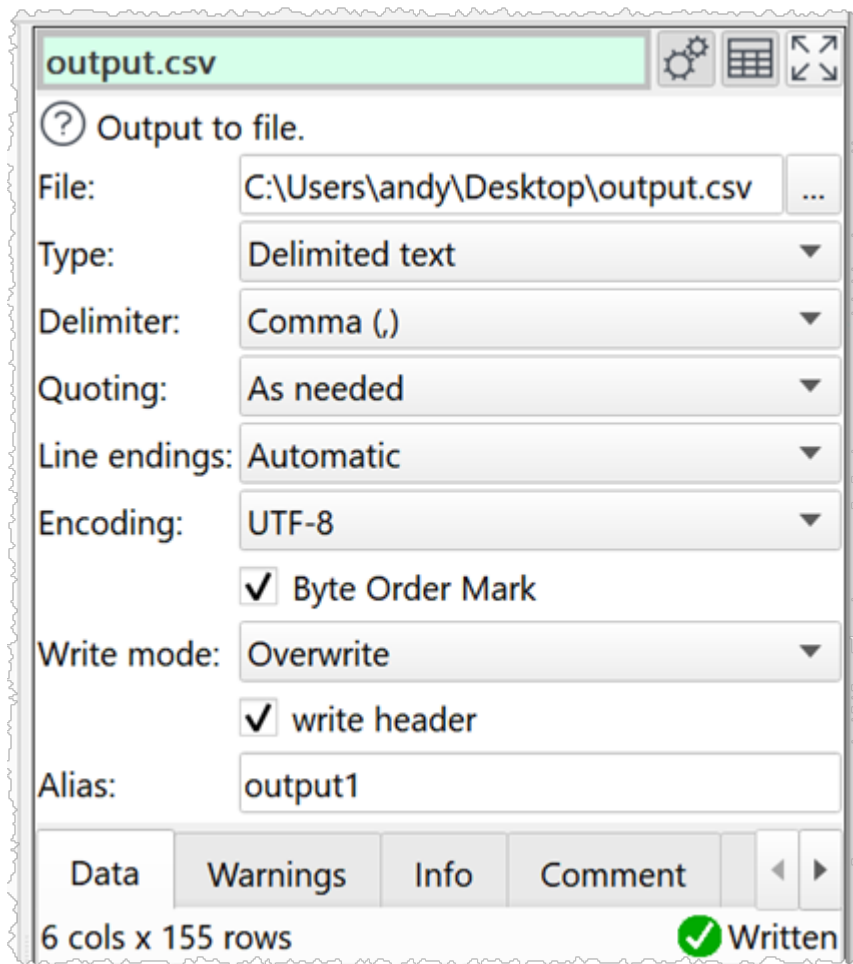 output.csv
Output to file.
File: C:\Users\andy\Desktop\output.csv ...
Type: Delimited text
Delimiter: Comma (,)
Quoting: As needed
Line endings: Automatic
Encoding: UTF-8
Byte Order Mark
Write mode: Overwrite
write header
Alias: output1
Data Warnings Info Comment
6 cols x 155 rows Written